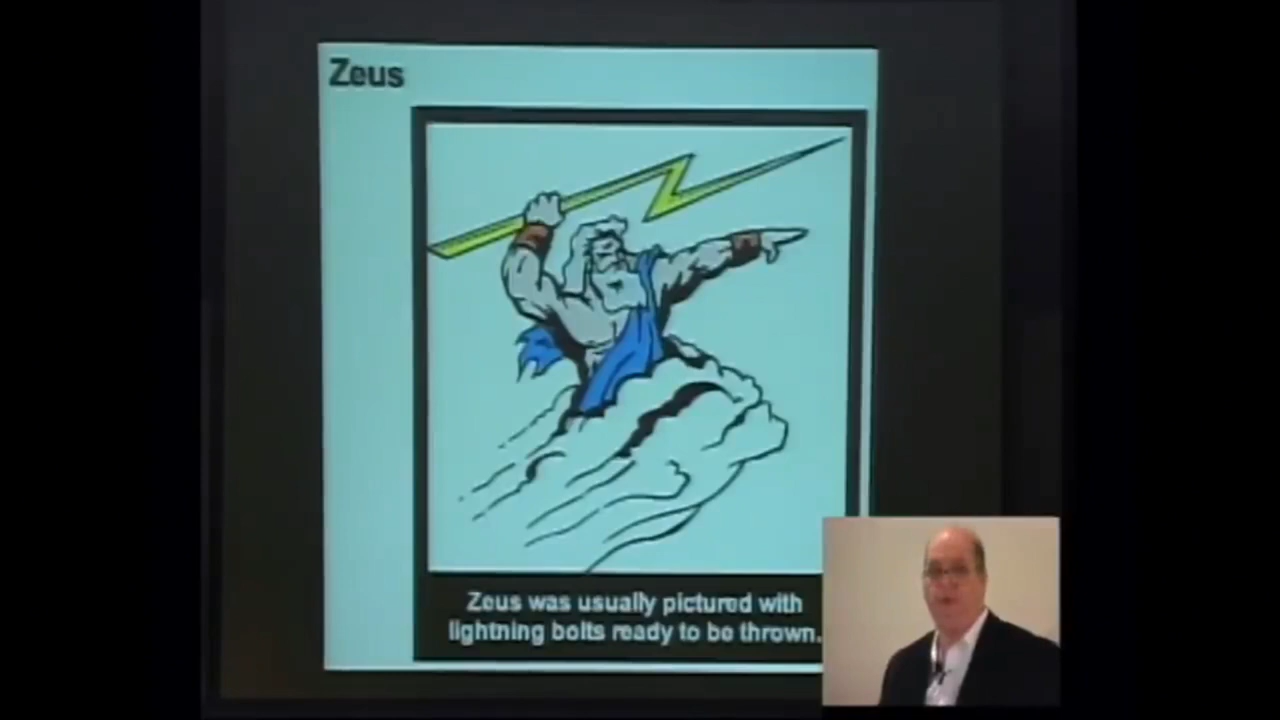 Zeus
Zeus was usually pictured with
lightning bolts ready to be thrown.